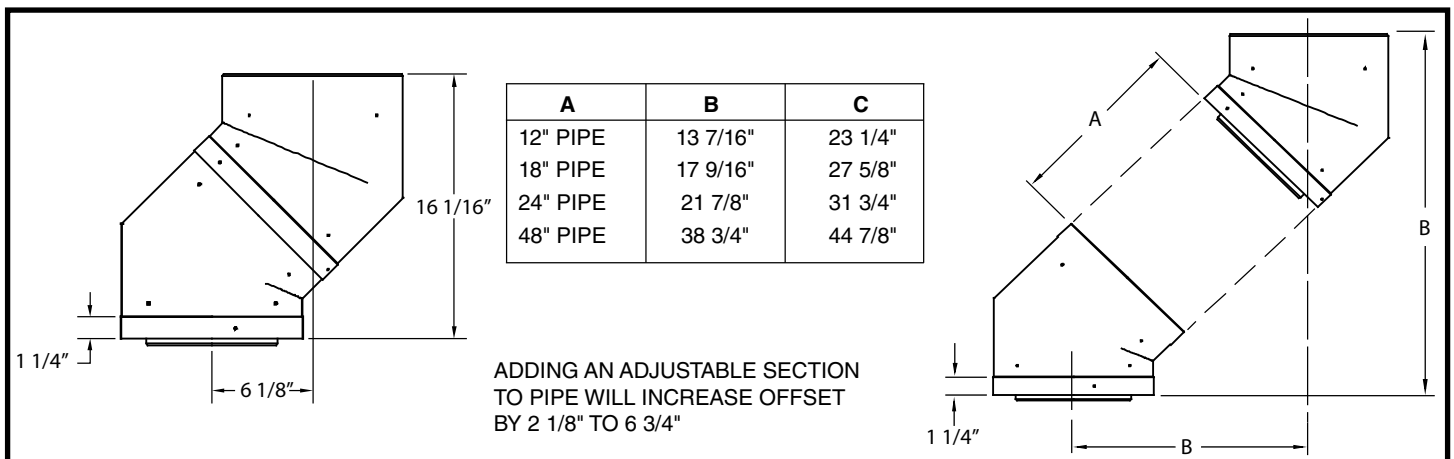 16 1/16”
1 1/4”
6 1/8”
A B C
12" PIPE 13 7/16" 23 1/4"
18" PIPE 17 9/16" 27 5/8"
24" PIPE 21 7/8" 31 3/4"
48" PIPE 38 3/4" 44 7/8"
ADDING AN ADJUSTABLE SECTION
TO PIPE WILL INCREASE OFFSET
BY 2 1/8" TO 6 3/4"
A
B
1 1/4”
B